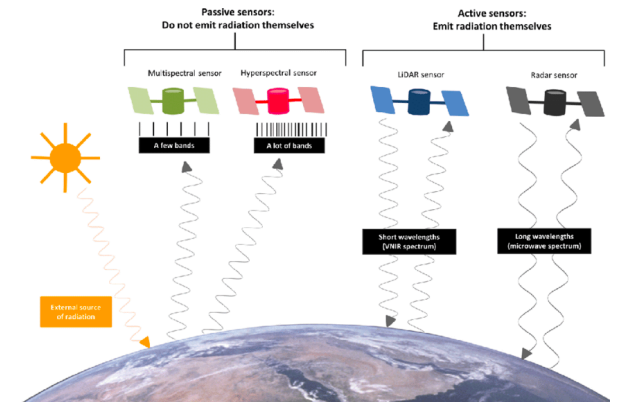 Passive sensors:
Do not emit radiation themselves
Active sensors:
Emit radiation themselves
Multispectral sensor
Hyperspectral sensor
LiDAR sensor
Radar sensor
A few bands
A lot of bands
Short wavelengths
(VNIR spectrum)
Long wavelengths
(microwave spectrum)
External source
of radiation